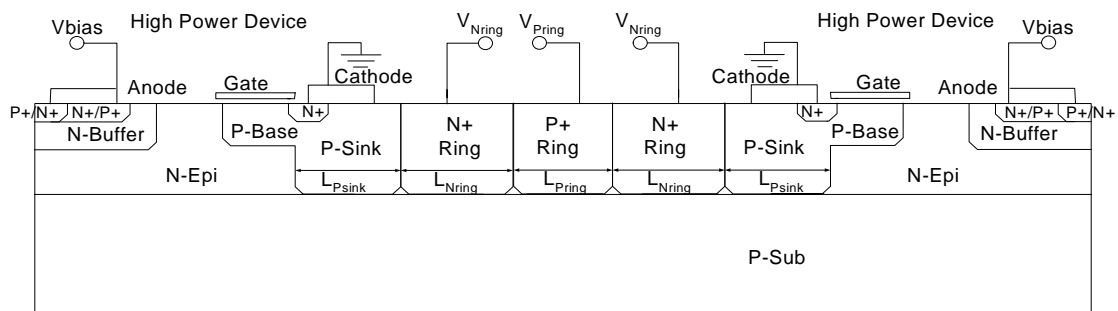 High Power Device V Nring V Pring V Nring High Power Device
Vbias Vbias
Anode Gate Cathode Cathode Gate Anode
P+/N+ N+/P+ N+ N+ N+/P+ P+/N+
N-Buffer P-Base N+ P+ N+ P-Base N-Buffer
P-Sink Ring Ring Ring P-Sink
N-Epi L Psink L Nring L Pring L Nring L Psink N-Epi
P-Sub